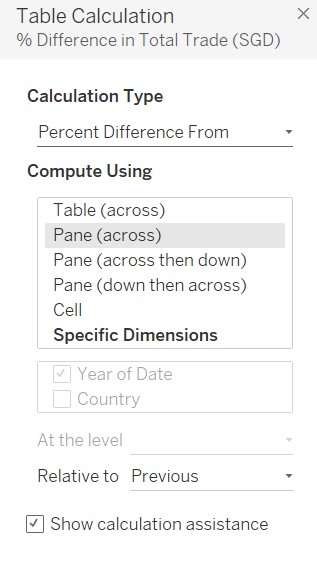 Table Calculation
% Difference in Total Trade (SGD)
Calculation Type
Percent Difference From
Compute Using
Table (across)
Pane (across)
Pane (across then down)
Pane (down then across)
Cell
Specific Dimensions
Year of Date
Country
At the level
Relative to Previous
Show calculation assistance